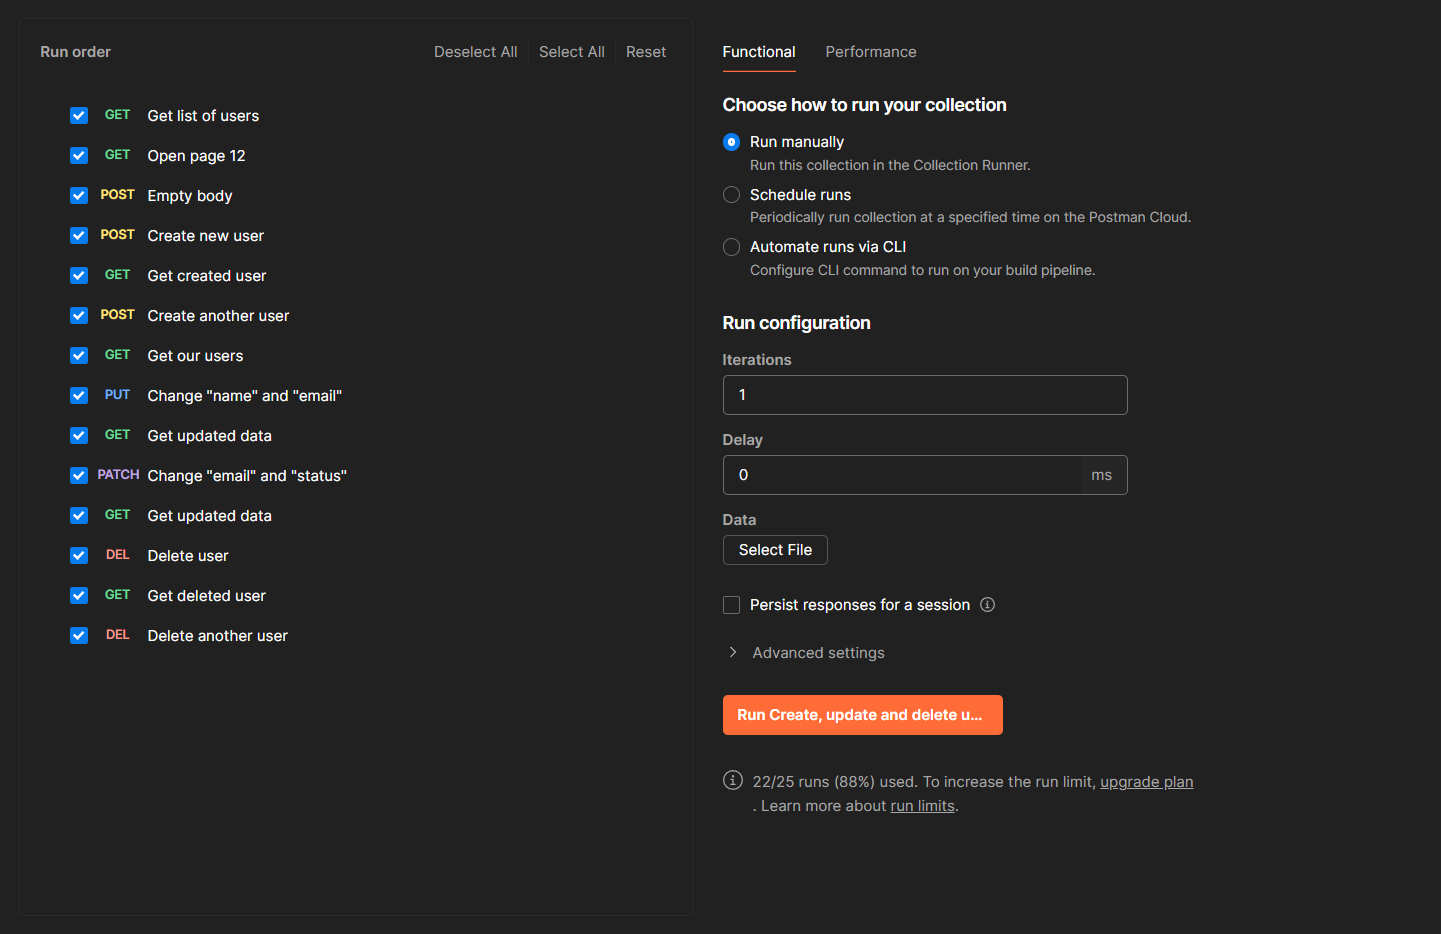 Run order
Deselect All
Select All
Reset
GET Get list of users
GET Open page 12
POST Empty body
POST Create new user
GET Get created user
POST Create another user
GET Get our users
PUT Change "name" and "email"
GET Get updated data
PATCH Change "email" and "status"
GET Get updated data
DEL Delete user
GET Get deleted user
DEL Delete another user
Functional
Performance
Choose how to run your collection
Run manually
Run this collection in the Collection Runner.
Schedule runs
Periodically run collection at a specified time on the Postman Cloud.
Automate runs via CLI
Configure CLI command to run on your build pipeline.
Run configuration
Iterations
1
Delay
0 ms
Data
Select File
Persist responses for a session
Advanced settings
Run Create, update and delete u...
22/25 runs (88%) used. To increase the run limit, upgrade plan
. Learn more about run limits.